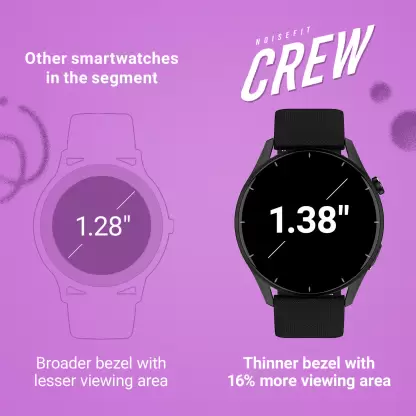 Other smartwatches
in the segment
NOISEFIT
CREW
1.28"
1.38"
Broader bezel with
lesser viewing area
Thinner bezel with
16% more viewing area